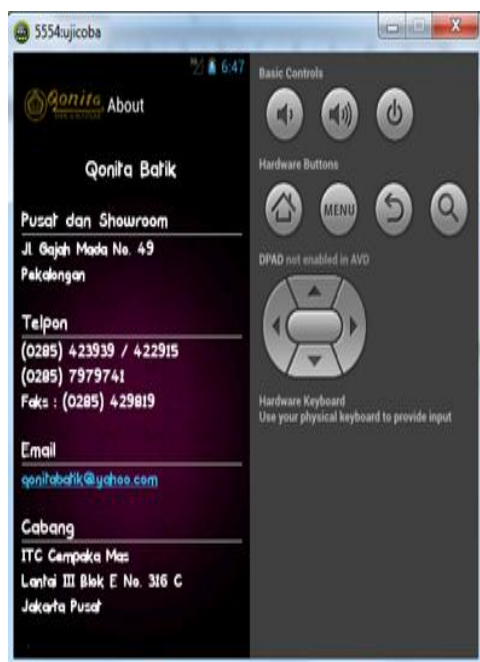 5554:ujicoba
6:47
Qonita About
Qonita Batik
Pusat dan Showroom
Jl. Gajah Mada No. 49
Pekalongan
Telpon
(0285) 423939 / 422915
(0285) 7979741
Faks : (0285) 429819
Email
qonitabatik@yahoo.com
Cabang
ITC Cempaka Mas
Lantai III Blok E No. 316 C
Jakarta Pusat
Basic Controls
Hardware Buttons
MENU
DPAD not enabled in AVD
Hardware Keyboard
Use your physical keyboard to provide input